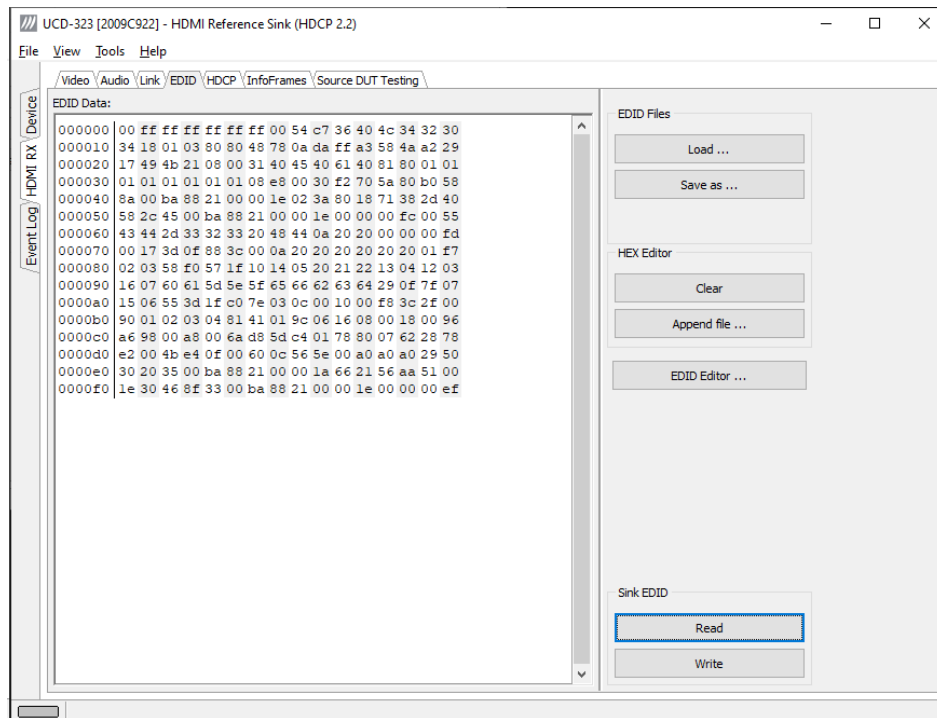 UCD-323 [2009C922] - HDMI Reference Sink (HDCP 2.2)
File View Tools Help
Device
HDMI RX
Event Log
Video Audio Link EDID HDCP InfoFrames Source DUT Testing
EDID Data:
000000 00 ff ff ff ff ff ff 00 54 c7 36 40 4c 34 32 30
000010 34 18 01 03 80 80 48 78 0a da ff a3 58 4a a2 29
000020 17 49 4b 21 08 00 31 40 45 40 61 40 81 80 01 01
000030 01 01 01 01 01 01 08 e8 00 30 f2 70 5a 80 b0 58
000040 8a 00 ba 88 21 00 00 1e 02 3a 80 18 71 38 2d 40
000050 58 2c 45 00 ba 88 21 00 00 1e 00 00 00 fc 00 55
000060 43 44 2d 33 32 33 20 48 44 0a 20 20 00 00 00 fd
000070 00 17 3d 0f 88 3c 00 0a 20 20 20 20 20 20 01 f7
000080 02 03 58 f0 57 1f 10 14 05 20 21 22 13 04 12 03
000090 16 07 60 61 5d 5e 5f 65 66 62 63 64 29 0f 7f 07
0000a0 15 06 55 3d 1f c0 7e 03 0c 00 10 00 f8 3c 2f 00
0000b0 90 01 02 03 04 81 41 01 9c 06 16 08 00 18 00 96
0000c0 a6 98 00 a8 00 6a d8 5d c4 01 78 80 07 62 28 78
0000d0 e2 00 4b e4 0f 00 60 0c 56 5e 00 a0 a0 a0 29 50
0000e0 30 20 35 00 ba 88 21 00 00 1a 66 21 56 aa 51 00
0000f0 1e 30 46 8f 33 00 ba 88 21 00 00 1e 00 00 00 ef
EDID Files
Load ...
Save as ...
HEX Editor
Clear
Append file ...
EDID Editor ...
Sink EDID
Read
Write